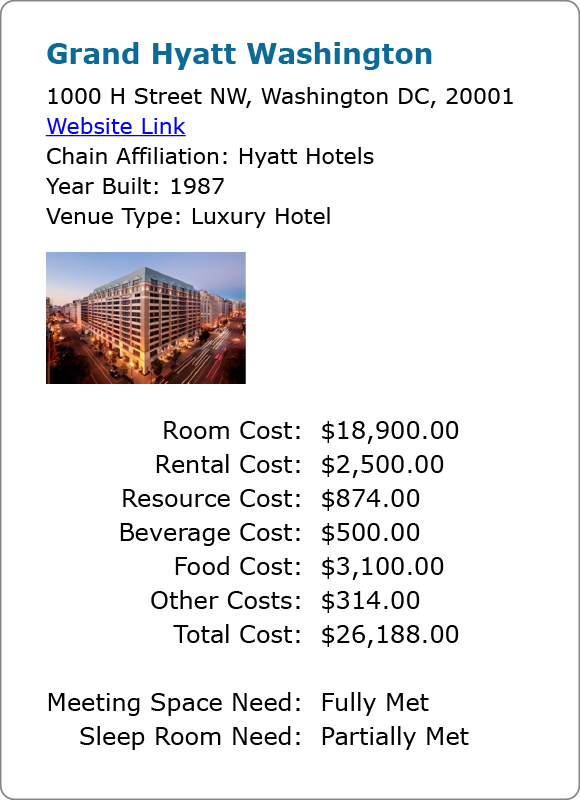 Grand Hyatt Washington
1000 H Street NW, Washington DC, 20001
Website Link
Chain Affiliation: Hyatt Hotels
Year Built: 1987
Venue Type: Luxury Hotel
Room Cost: $18,900.00
Rental Cost: $2,500.00
Resource Cost: $874.00
Beverage Cost: $500.00
Food Cost: $3,100.00
Other Costs: $314.00
Total Cost: $26,188.00
Meeting Space Need: Fully Met
Sleep Room Need: Partially Met